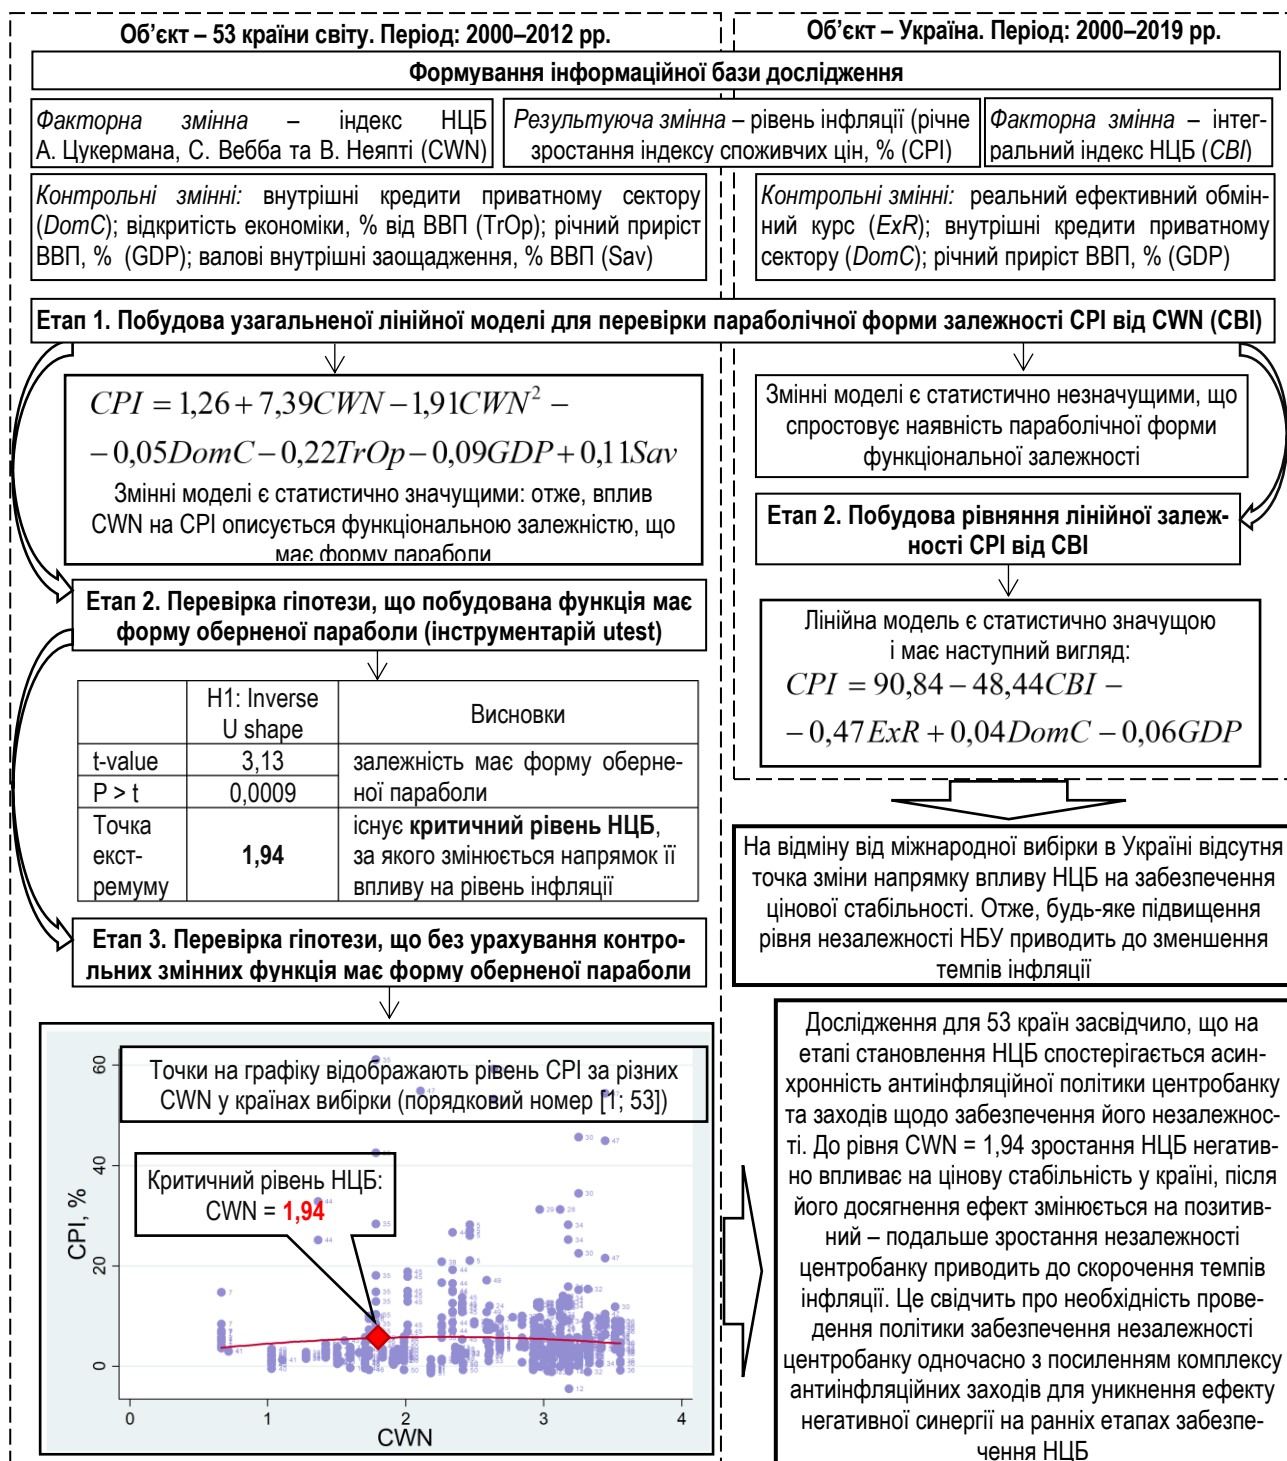 Об’єкт – 53 країни світу. Період: 2000–2012 рр.
Об’єкт – Україна. Період: 2000–2019 рр.
Формування інформаційної бази дослідження
Факторна змінна – індекс НЦБ
А. Цукермана, С. Вебба та В. Неяпті (CWN)
Результуюча змінна – рівень інфляції (річне
зростання індексу споживчих цін, % (CPI)
Факторна змінна – інтег-
ральний індекс НЦБ (CBI)
Контрольні змінні: внутрішні кредити приватному сектору
(DomC); відкритість економіки, % від ВВП (TrOp); річний приріст
ВВП, % (GDP); валові внутрішні заощадження, % ВВП (Sav)
Контрольні змінні: реальний ефективний обмін-
ний курс (ExR); внутрішні кредити приватному
сектору (DomC); річний приріст ВВП, % (GDP)
Етап 1. Побудова узагальненої лінійної моделі для перевірки параболічної форми залежності CPI від CWN (CBI)
CPI = 1,26 + 7,39CWN – 1,91CWN² –
– 0,05DomC – 0,22TrOp – 0,09GDP + 0,11Sav
Змінні моделі є статистично значущими: отже, вплив
CWN на CPI описується функціональною залежністю, що
має форму параболи
Змінні моделі є статистично незначущими, що
спростовує наявність параболічної форми
функціональної залежності
Етап 2. Побудова рівняння лінійної залеж-
ності CPI від CBI
Етап 2. Перевірка гіпотези, що побудована функція має
форму оберненої параболи (інструментарій utest)
Лінійна модель є статистично значущою
і має наступний вигляд:
CPI = 90,84 – 48,44CBI –
– 0,47ExR + 0,04DomC – 0,06GDP
H1: Inverse
U shape
Висновки
t-value
3,13
P > t
0,0009
залежність має форму оберне-
ної параболи
Точка
екст-
ремуму
1,94
існує критичний рівень НЦБ,
за якого змінюється напрямок її
впливу на рівень інфляції
На відміну від міжнародної вибірки в Україні відсутня
точка зміни напрямку впливу НЦБ на забезпечення
цінової стабільності. Отже, будь-яке підвищення
рівня незалежності НБУ приводить до зменшення
темпів інфляції
Етап 3. Перевірка гіпотези, що без урахування контро-
льних змінних функція має форму оберненої параболи
Точки на графіку відображають рівень CPI за різних
CWN у країнах вибірки (порядковий номер [1; 53])
Критичний рівень НЦБ:
CWN = 1,94
CPI, %
60
40
20
0
0 1 2 3 4
CWN
Дослідження для 53 країн засвідчило, що на
етапі становлення НЦБ спостерігається асин-
хронність антиінфляційної політики центробанку
та заходів щодо забезпечення його незалежнос-
ті. До рівня CWN = 1,94 зростання НЦБ негатив-
но впливає на цінову стабільність у країні, після
його досягнення ефект змінюється на позитив-
ний – подальше зростання незалежності
центробанку приводить до скорочення темпів
інфляції. Це свідчить про необхідність прове-
дення політики забезпечення незалежності
центробанку одночасно з посиленням комплексу
антиінфляційних заходів для уникнення ефекту
негативної синергії на ранніх етапах забезпе-
чення НЦБ